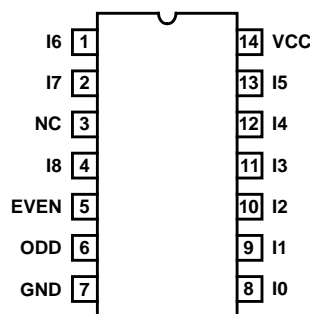 I6 1 14 VCC
I7 2 13 I5
NC 3 12 I4
I8 4 11 I3
EVEN 5 10 I2
ODD 6 9 I1
GND 7 8 I0